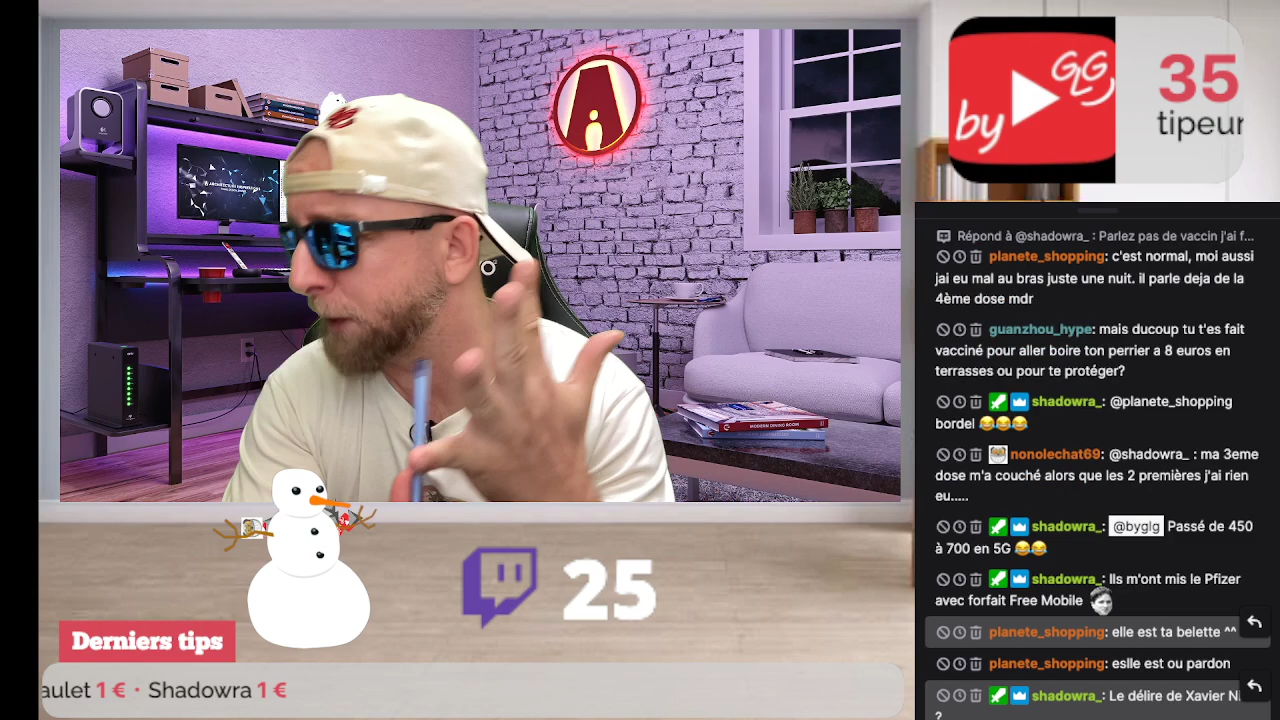 by
GG
35
tipeur
MODERN DINING ROOM
Répond à @shadowra_ : Parlez pas de vaccin j'ai f...
planete_shopping: c'est normal, moi aussi
jai eu mal au bras juste une nuit. il parle deja de la
4ème dose mdr
guanzhou_hype: mais ducoup tu t'es fait
vacciné pour aller boire ton perrier a 8 euros en
terrasses ou pour te protéger?
shadowra_: @planete_shopping
bordel 😂😂😂
nonolechat69: @shadowra_ : ma 3eme
dose m'a couché alors que les 2 premières j'ai rien
eu.....
shadowra_: @byglg Passé de 450
à 700 en 5G 😂😂
shadowra_: Ils m'ont mis le Pfizer
avec forfait Free Mobile
planete_shopping: elle est ta belette ^^
planete_shopping: eslle est ou pardon
shadowra_: Le délire de Xavier N
?
25
Derniers tips
aulet 1 € · Shadowra 1 €